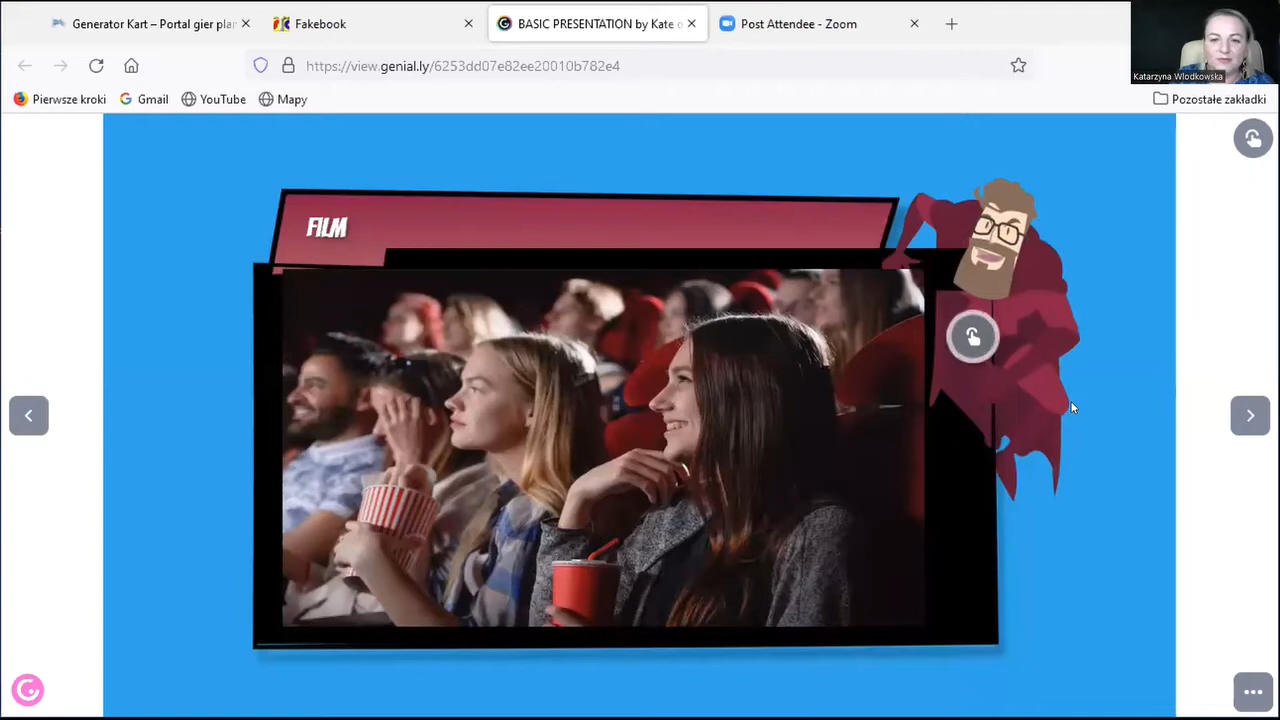 Generator Kart – Portal gier plan
Fakebook
BASIC PRESENTATION by Kate o
Post Attendee - Zoom
https://view.genial.ly/6253dd07e82ee20010b782e4
Katarzyna Wlodkowska
Pierwsze kroki
Gmail
YouTube
Mapy
Pozostałe zakładki
FILM